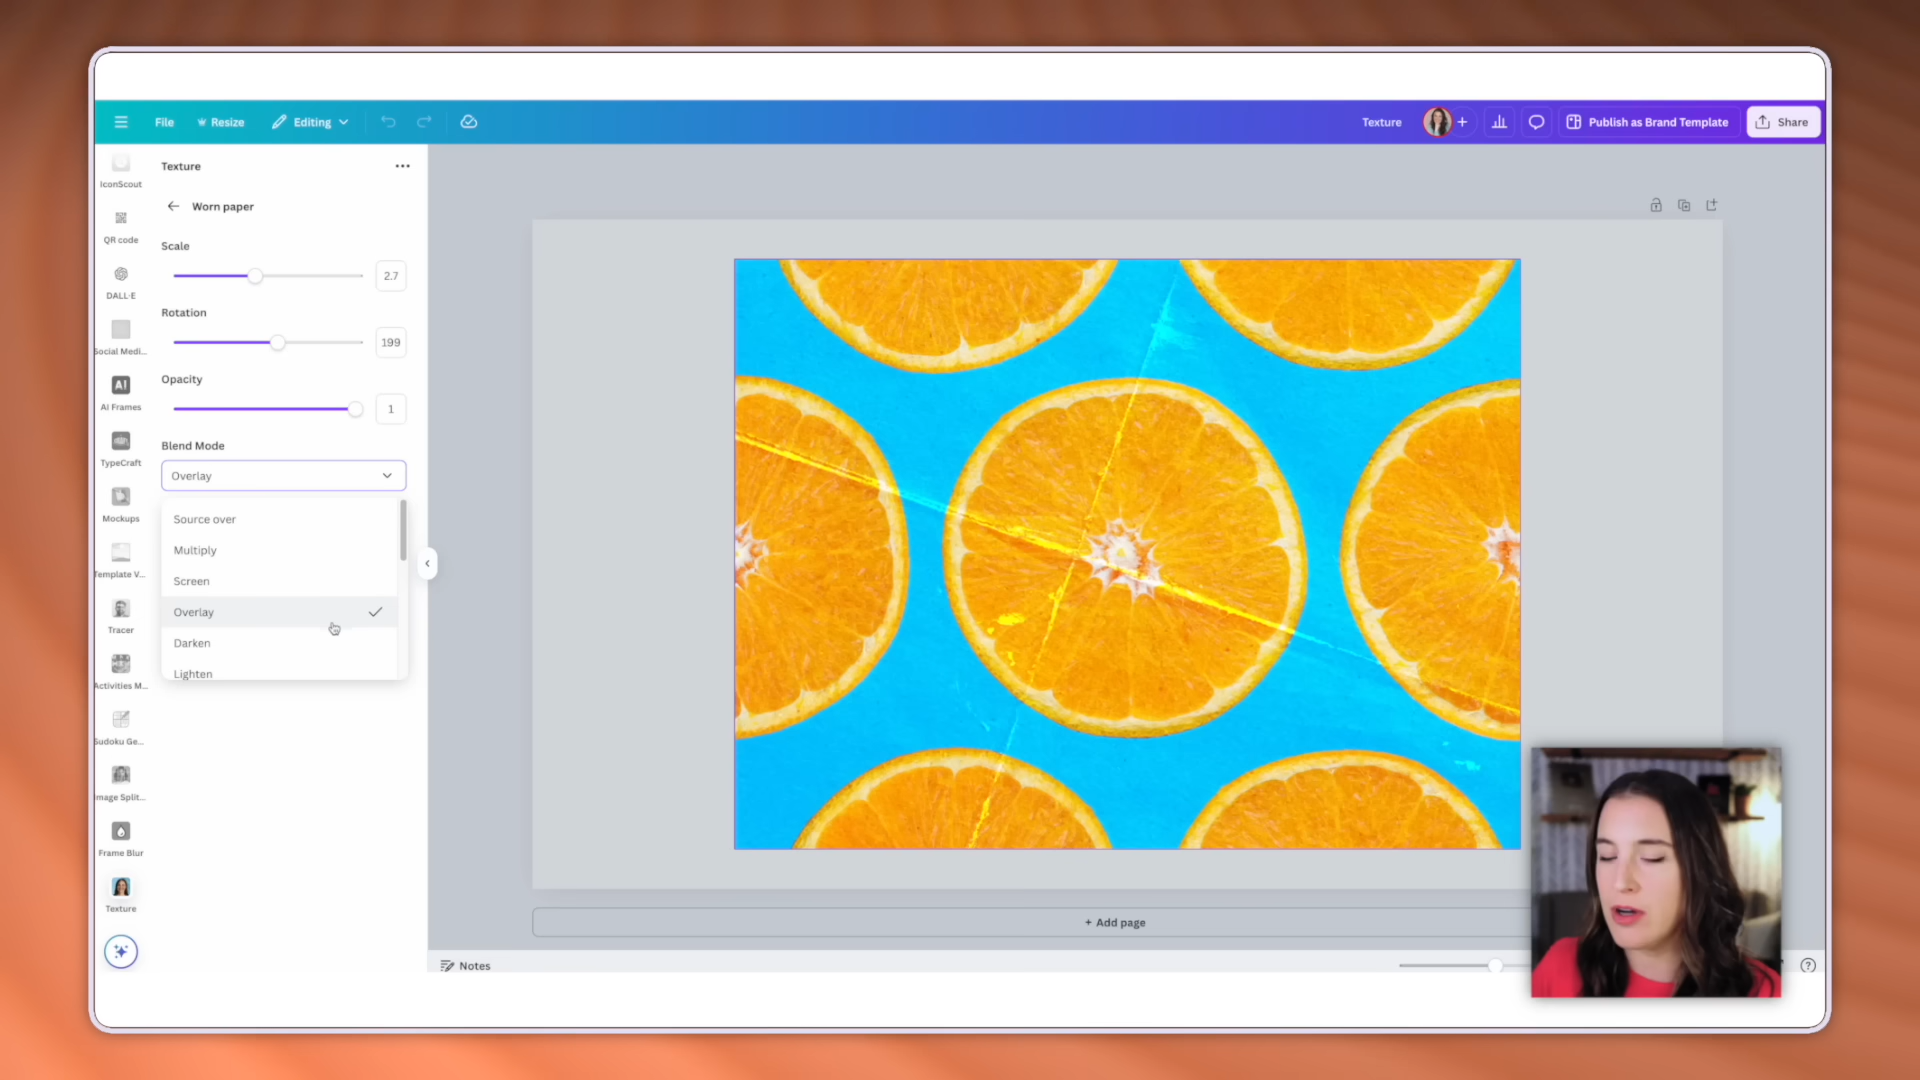 File
Resize
Editing
Texture
Publish as Brand Template
Share
IconScout
QR code
DALL·E
Social Medi...
AI
AI Frames
TypeCraft
Mockups
Template V...
Tracer
Activities M...
Sudoku Ge...
Image Split...
Frame Blur
Texture
Texture
Worn paper
Scale
2.7
Rotation
199
Opacity
1
Blend Mode
Overlay
Source over
Multiply
Screen
Overlay
Darken
Lighten
+ Add page
Notes